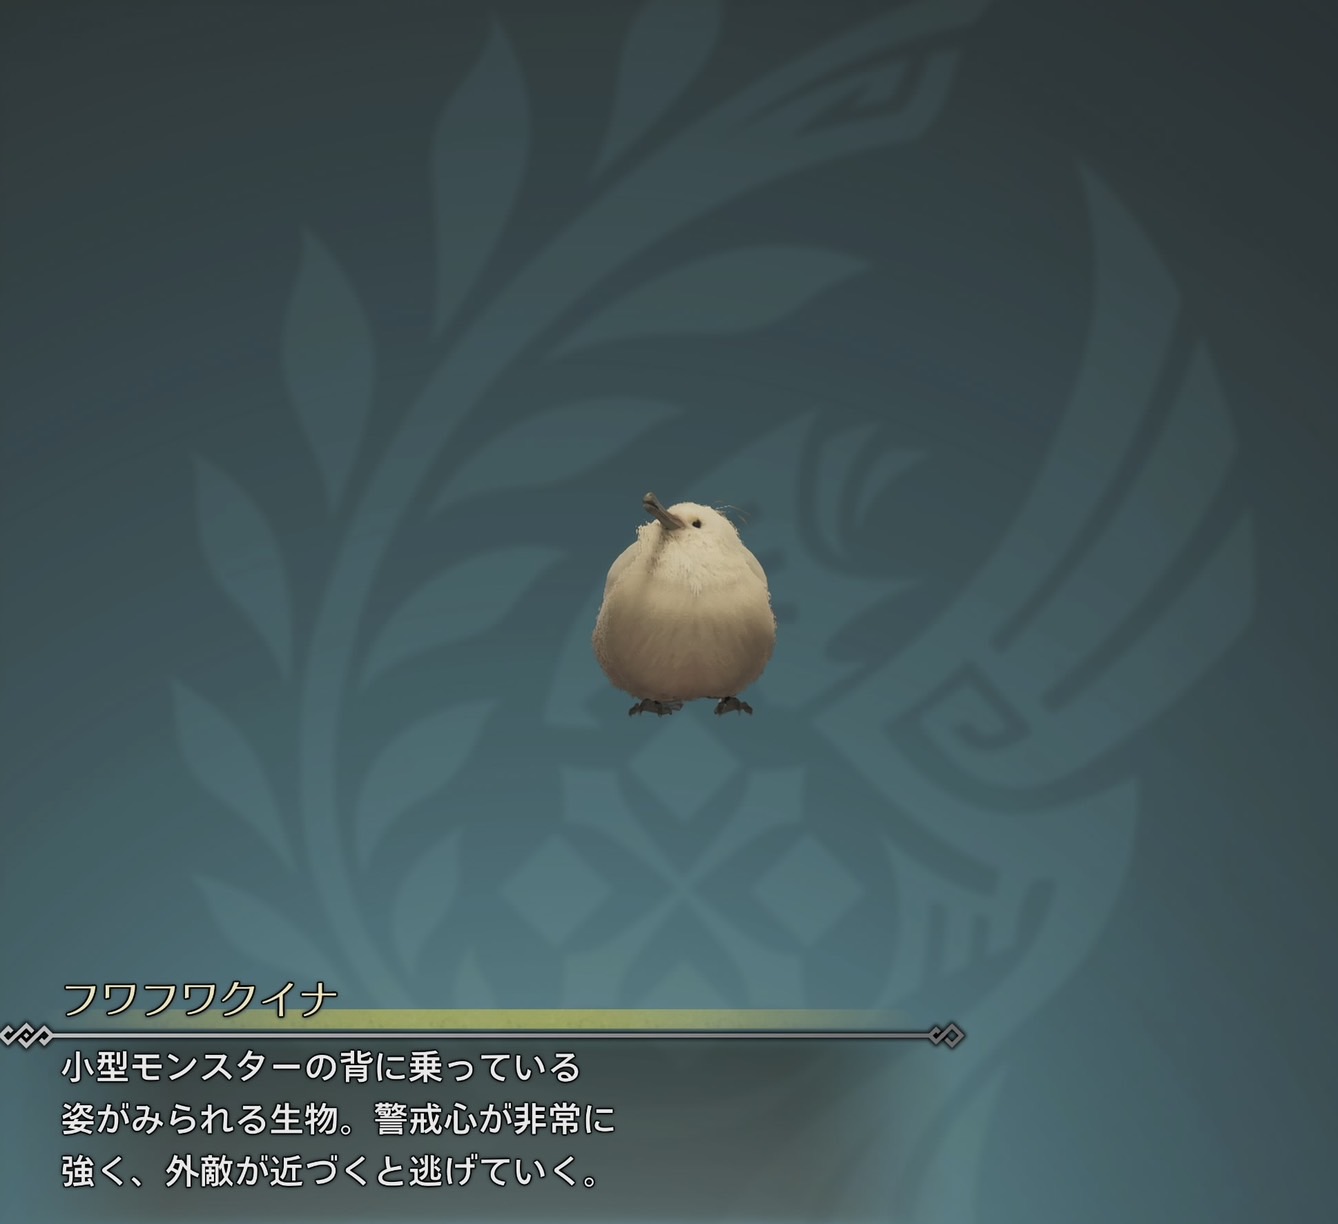 フワフワクイナ
小型モンスターの背に乗っている
姿がみられる生物。警戒心が非常に
強く、外敵が近づくと逃げていく。